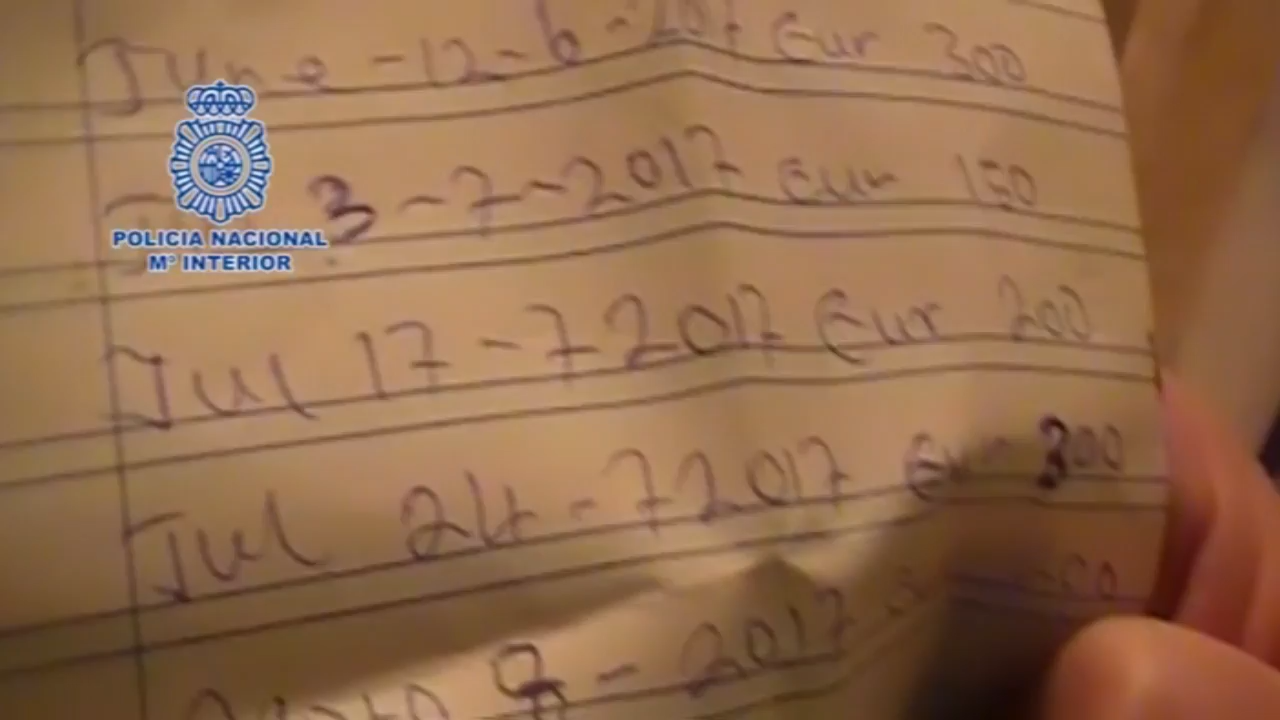 June -12-6-2017 Eur 300
3-7-2017 Eur 150
POLICIA NACIONAL
Mº INTERIOR
Jul 17-7 2017 Eur 200
Jul 24-7 2017 Eur 300
- 2017